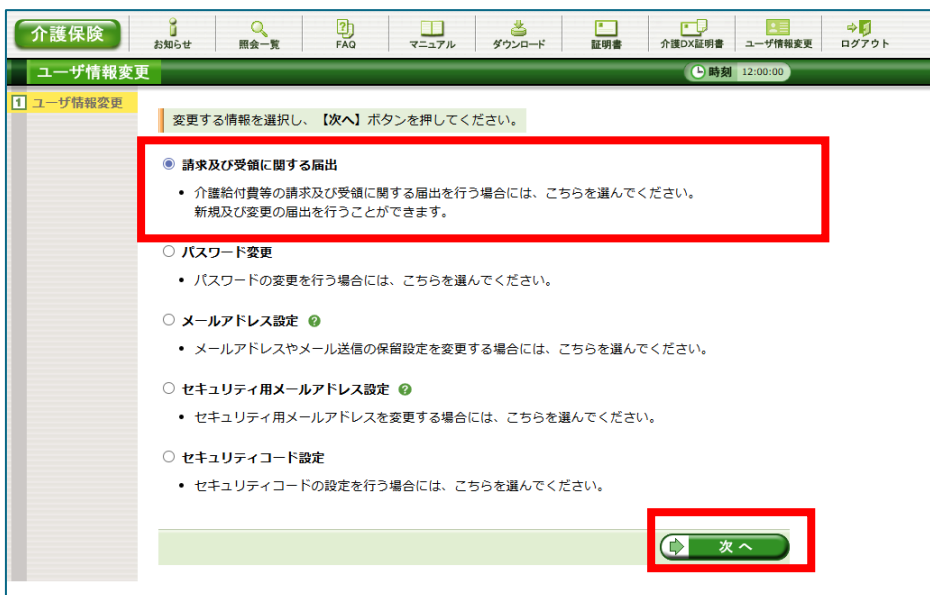 介護保険
お知らせ
照会一覧
FAQ
マニュアル
ダウンロード
証明書
介護DX証明書
ユーザ情報変更
ログアウト
ユーザ情報変更
時刻 12:00:00
1 ユーザ情報変更
変更する情報を選択し、【次へ】ボタンを押してください。
請求及び受領に関する届出
• 介護給付費等の請求及び受領に関する届出を行う場合には、こちらを選んでください。
新規及び変更の届出を行うことができます。
パスワード変更
• パスワードの変更を行う場合には、こちらを選んでください。
メールアドレス設定 ?
• メールアドレスやメール送信の保留設定を変更する場合には、こちらを選んでください。
セキュリティ用メールアドレス設定 ?
• セキュリティ用メールアドレスを変更する場合には、こちらを選んでください。
セキュリティコード設定
• セキュリティコードの設定を行う場合には、こちらを選んでください。
次へ